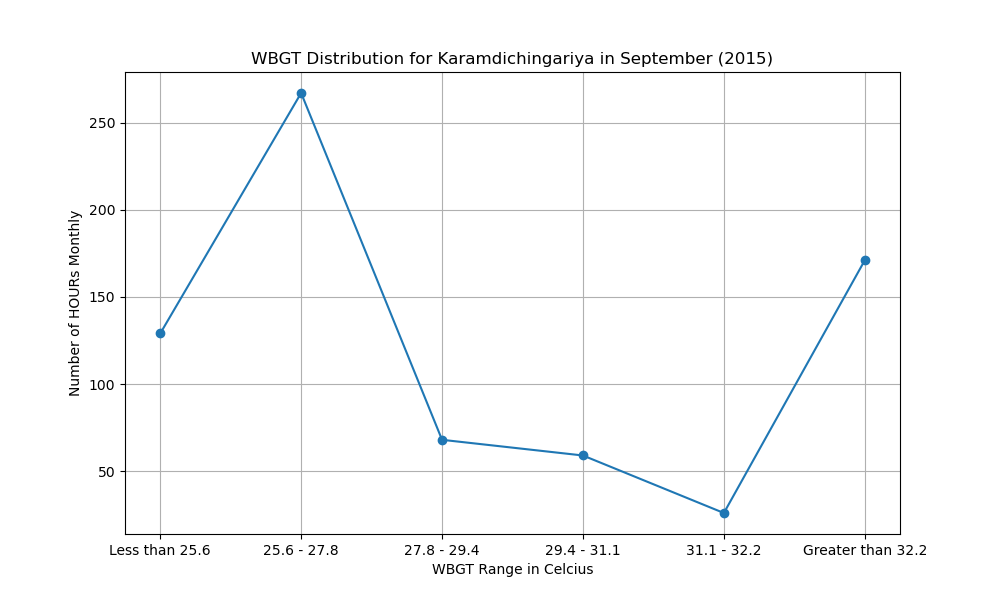 WBGT Distribution for Karamdichingariya in September (2015)
Number of HOURs Monthly
250
200
150
100
50
Less than 25.6
25.6 - 27.8
27.8 - 29.4
29.4 - 31.1
31.1 - 32.2
Greater than 32.2
WBGT Range in Celcius